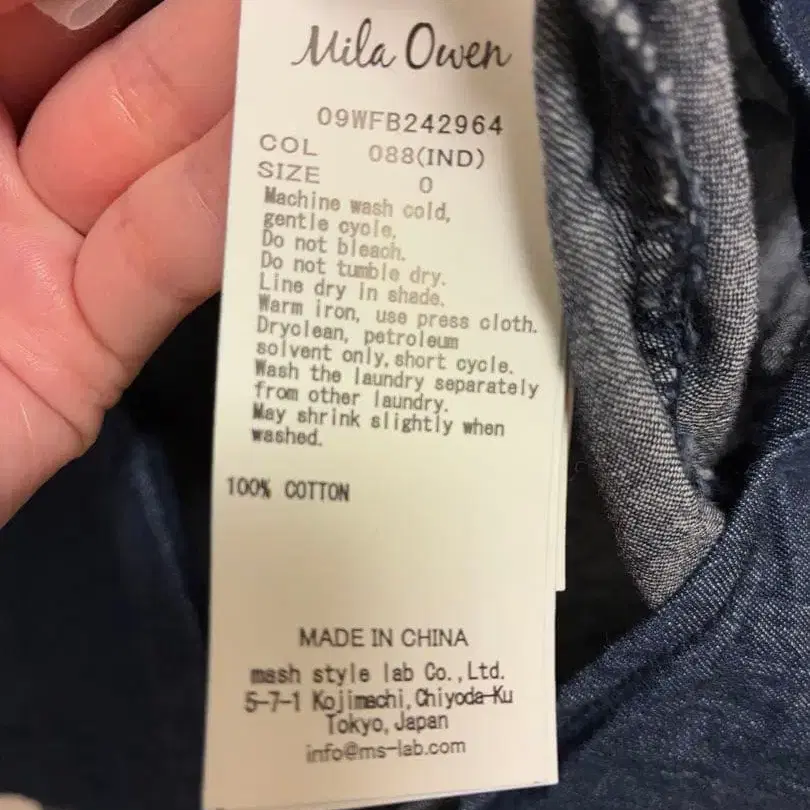 Mila Owen
09WFB242964
COL 088(IND)
SIZE 0
Machine wash cold,
gentle cycle,
Do not bleach.
Do not tumble dry.
Line dry in shade.
Warm iron, use press cloth.
Dryclean, petroleum
solvent only,short cycle.
Wash the laundry separately
from other laundry.
May shrink slightly when
washed.
100% COTTON
MADE IN CHINA
mash style lab Co.,Ltd.
5-7-1 Kojimachi,Chiyoda-Ku
Tokyo,Japan
info@ms-lab.com